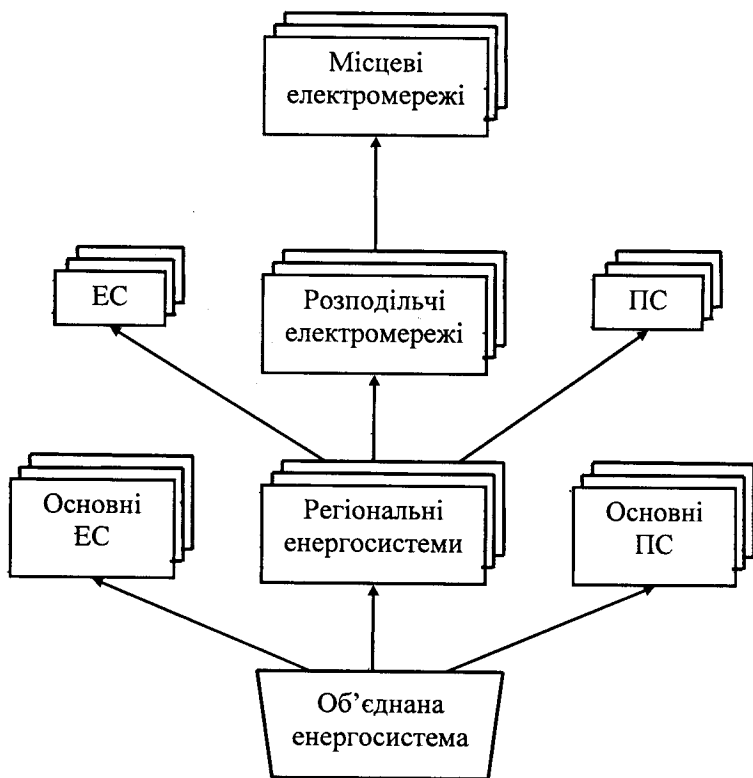 Місцеві
електромережі
ЕС
Розподільчі
електромережі
ПС
Основні
ЕС
Регіональні
енергосистеми
Основні
ПС
Об’єднана
енергосистема